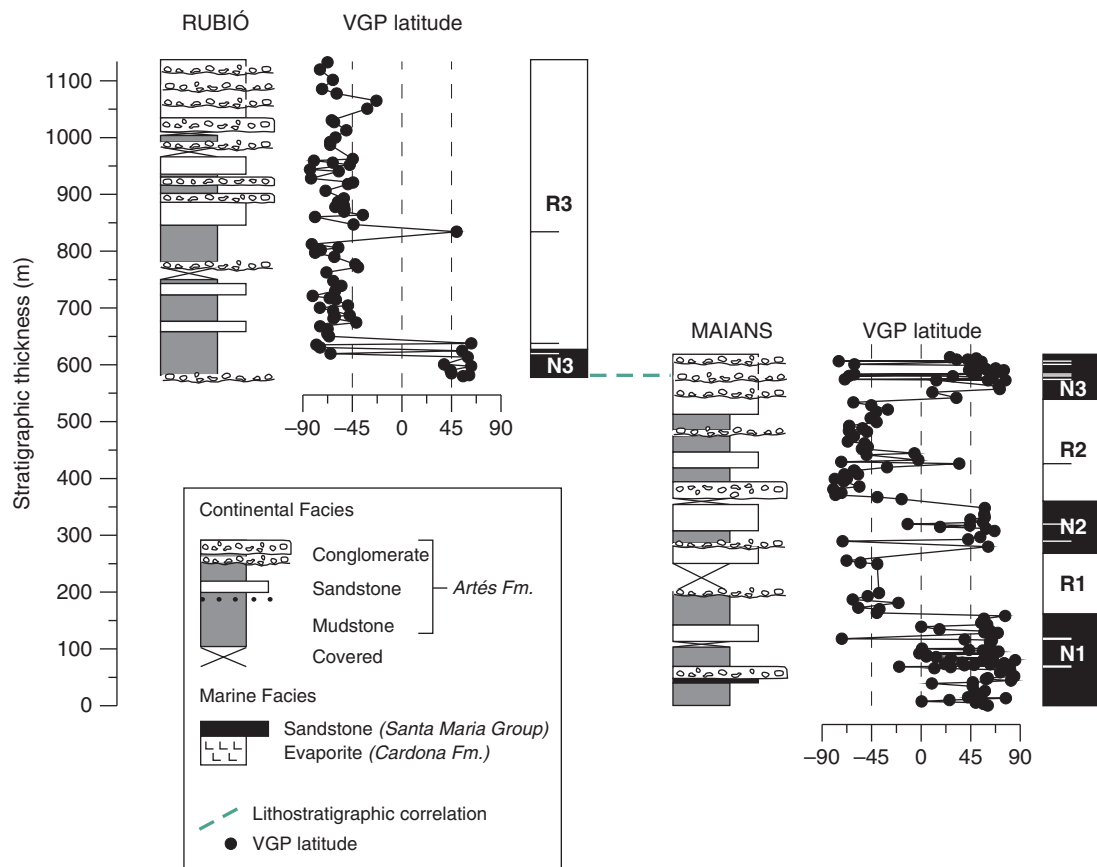 RUBIÓ
VGP latitude
Stratigraphic thickness (m)
1100
1000
900
800
700
600
500
400
300
200
100
0
R3
N3
−90 −45 0 45 90
MAIANS
VGP latitude
N3
R2
N2
R1
N1
−90 −45 0 45 90
Continental Facies
Conglomerate
Sandstone
Artés Fm.
Mudstone
Covered
Marine Facies
Sandstone (Santa Maria Group)
Evaporite (Cardona Fm.)
Lithostratigraphic correlation
VGP latitude